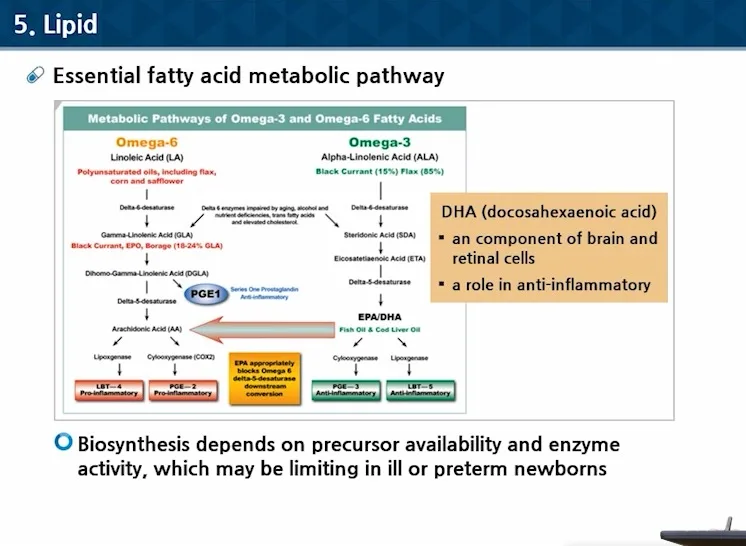 5. Lipid
Essential fatty acid metabolic pathway
Metabolic Pathways of Omega-3 and Omega-6 Fatty Acids
Omega-6
Linoleic Acid (LA)
Polyunsaturated oils, including flax,
corn and safflower
Delta-6-desaturase
Gamma-Linolenic Acid (GLA)
Black Currant, EPO, Borage (18-24% GLA)
Dihomo-Gamma-Linolenic Acid (DGLA)
PGE1
Series One Prostaglandin
Anti-inflammatory
Delta-5-desaturase
Arachidonic Acid (AA)
Lipoxygenase
Cylooxygenase (COX2)
LBT—4
Pro-inflammatory
PGE—2
Pro-inflammatory
Delta 6 enzymes impaired by aging, alcohol and
nutrient deficiencies, trans fatty acids
and elevated cholesterol.
EPA appropriately
blocks Omega 6
delta-5-desaturase
downstream
conversion
Omega-3
Alpha-Linolenic Acid (ALA)
Black Currant (15%) Flax (85%)
Delta-6-desaturase
Steridonic Acid (SDA)
Eicosatetiaenoic Acid (ETA)
Delta-5-desaturase
EPA/DHA
Fish Oil & Cod Liver Oil
Cylooxygenase
Lipoxygenase
PGE—3
Anti-inflammatory
LBT—5
Anti-inflammatory
DHA (docosahexaenoic acid)
▪ an component of brain and
retinal cells
▪ a role in anti-inflammatory
Biosynthesis depends on precursor availability and enzyme
activity, which may be limiting in ill or preterm newborns